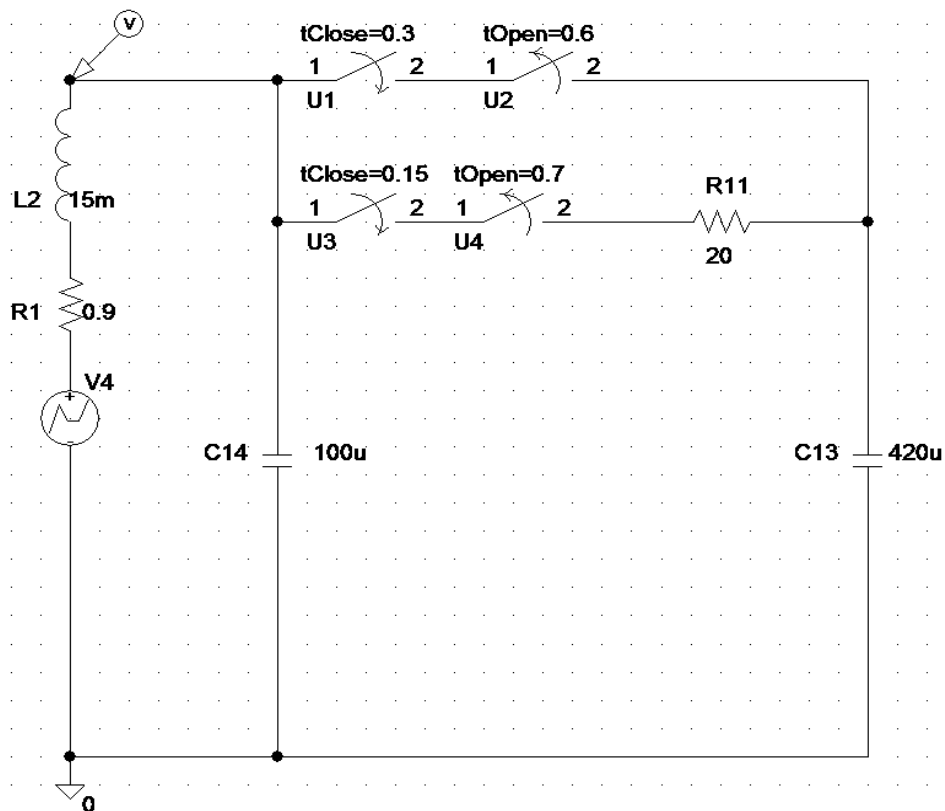 V
tClose=0.3 tOpen=0.6
1 2 1 2
U1 U2
tClose=0.15 tOpen=0.7 R11
L2 15m
1 2 1 2
U3 U4
20
R1 0.9
V4
+
-
C14 100u C13 420u
0